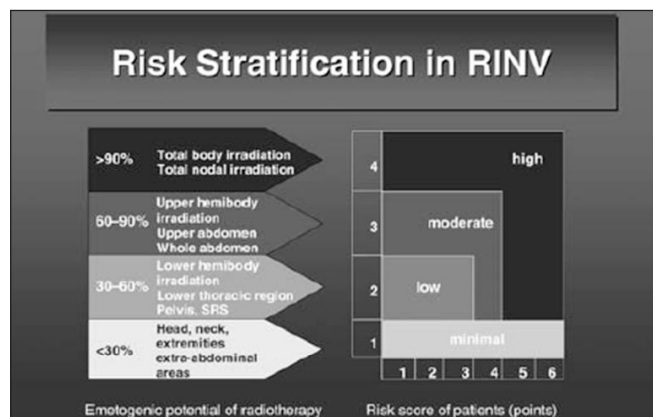 Risk Stratification in RINV
>90%
Total body irradiation
Total nodal irradiation
60–90%
Upper hemibody
irradiation
Upper abdomen
Whole abdomen
30–60%
Lower hemibody
irradiation
Lower thoracic region
Pelvis, SRS
<30%
Head, neck,
extremities
extra-abdominal
areas
Emotogenic potential of radiotherapy
4
high
3
moderate
2
low
1
minimal
1 2 3 4 5 6
Risk score of patients (points)